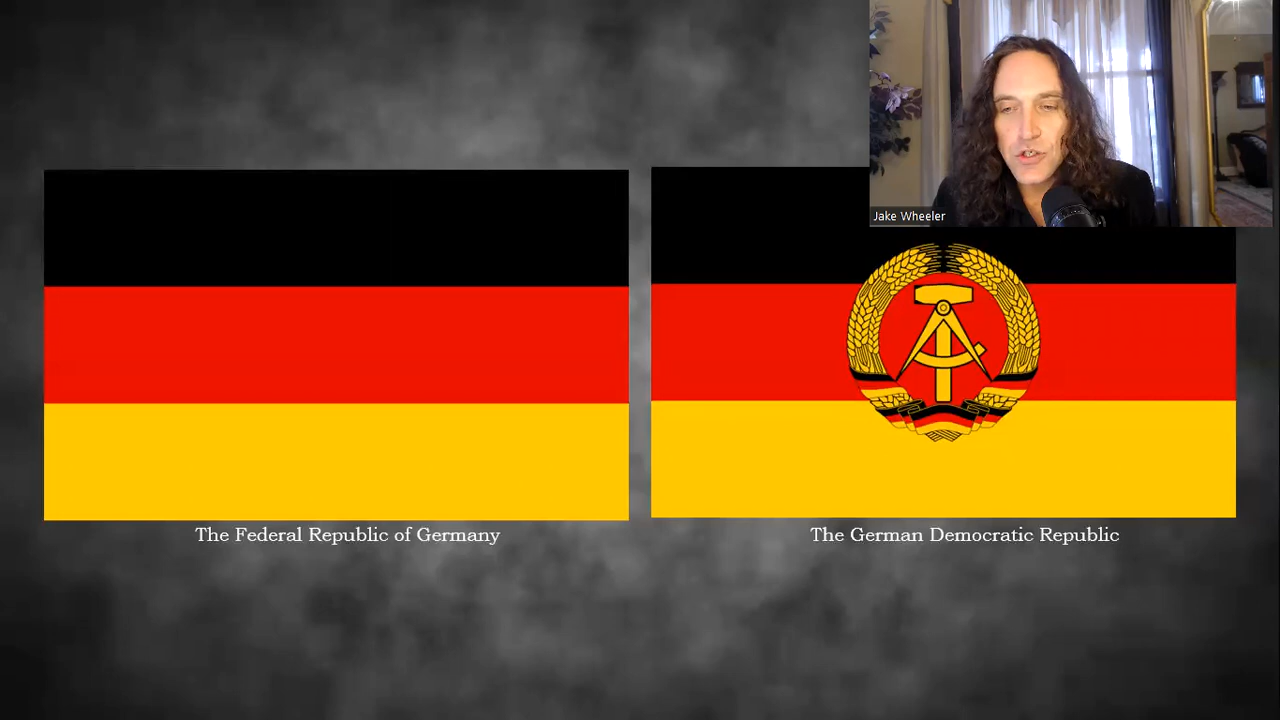 Jake Wheeler
The Federal Republic of Germany
The German Democratic Republic